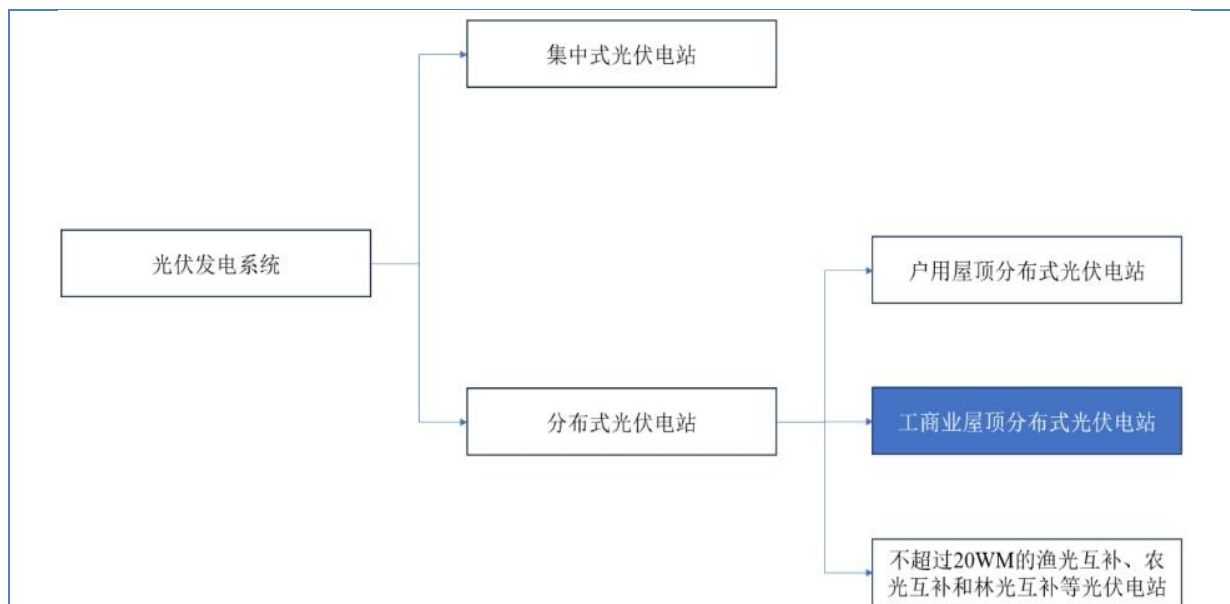 集中式光伏电站
光伏发电系统
户用屋顶分布式光伏电站
分布式光伏电站
工商业屋顶分布式光伏电站
不超过20WM的渔光互补、农
光互补和林光互补等光伏电站